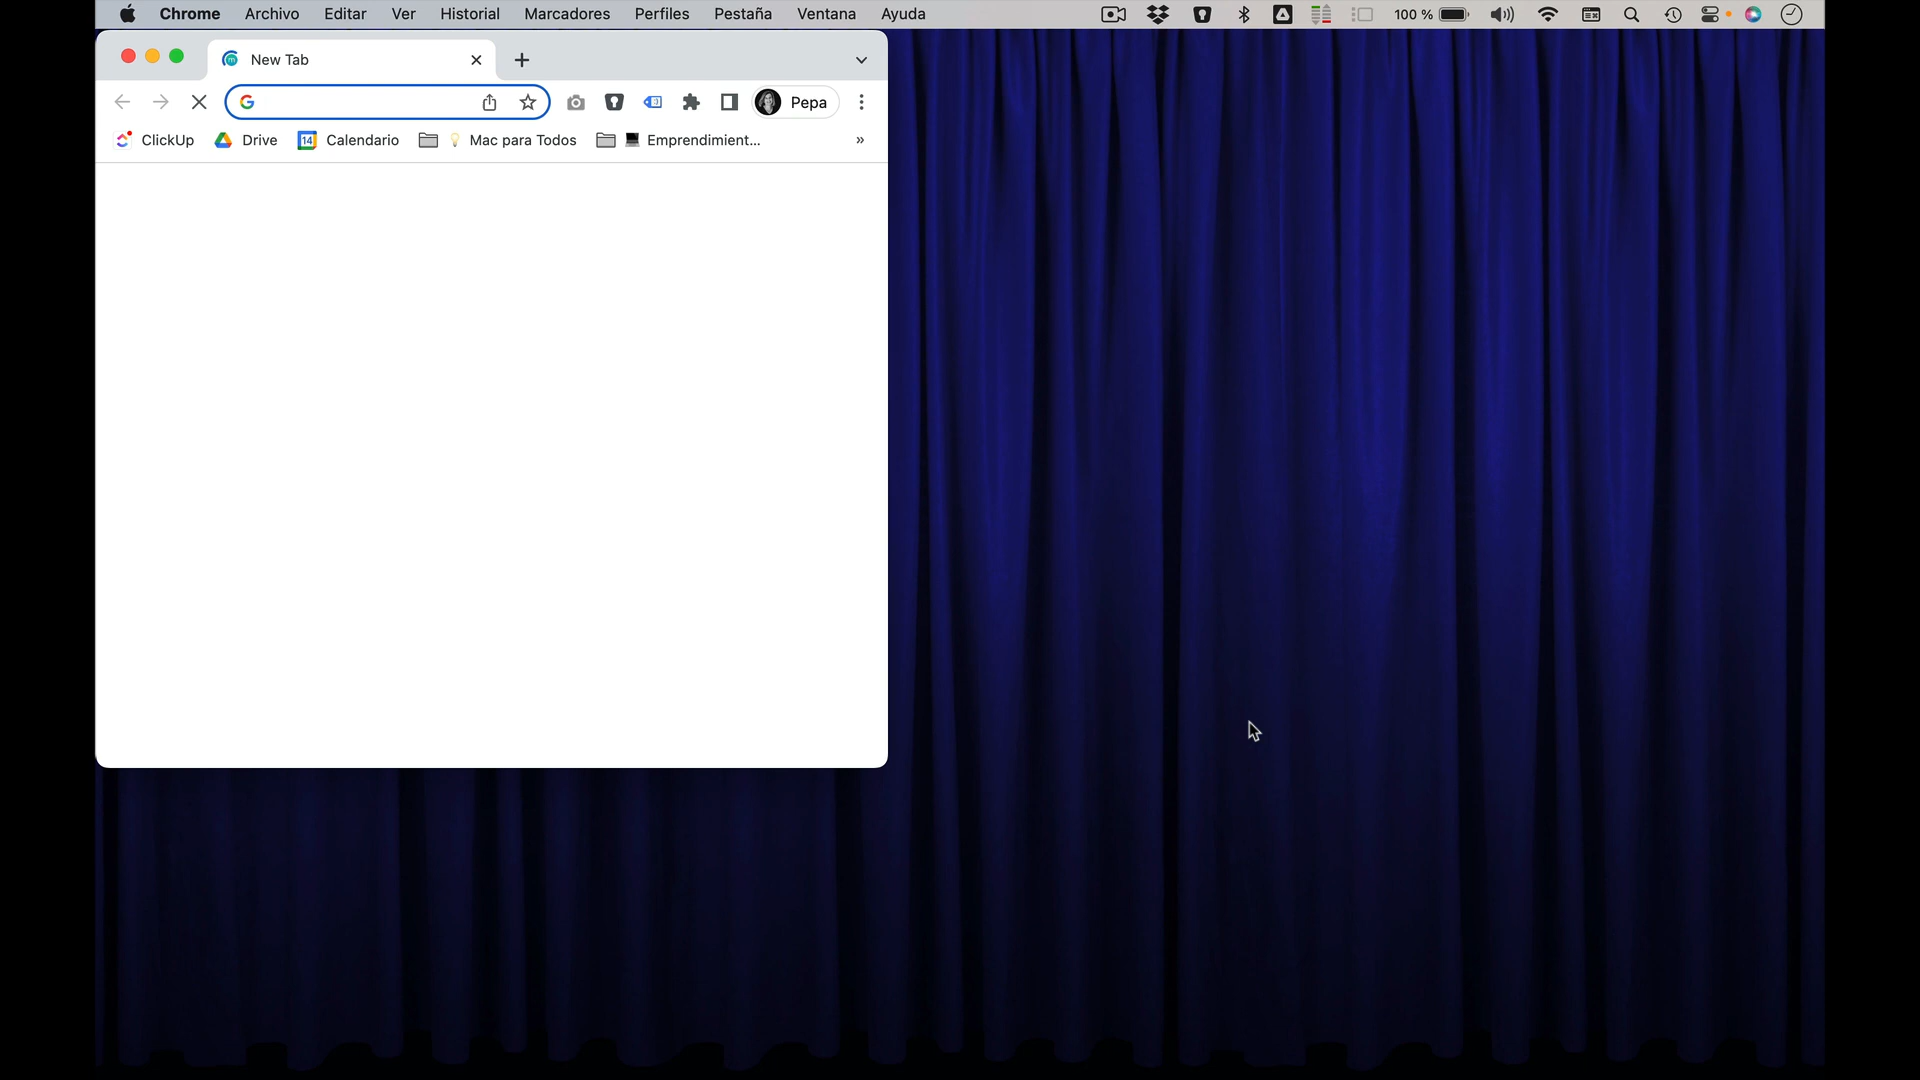 Chrome Archivo Editar Ver Historial Marcadores Perfiles Pestaña Ventana Ayuda 100 %
New Tab
Pepa
ClickUp Drive 14 Calendario Mac para Todos Emprendimient... »